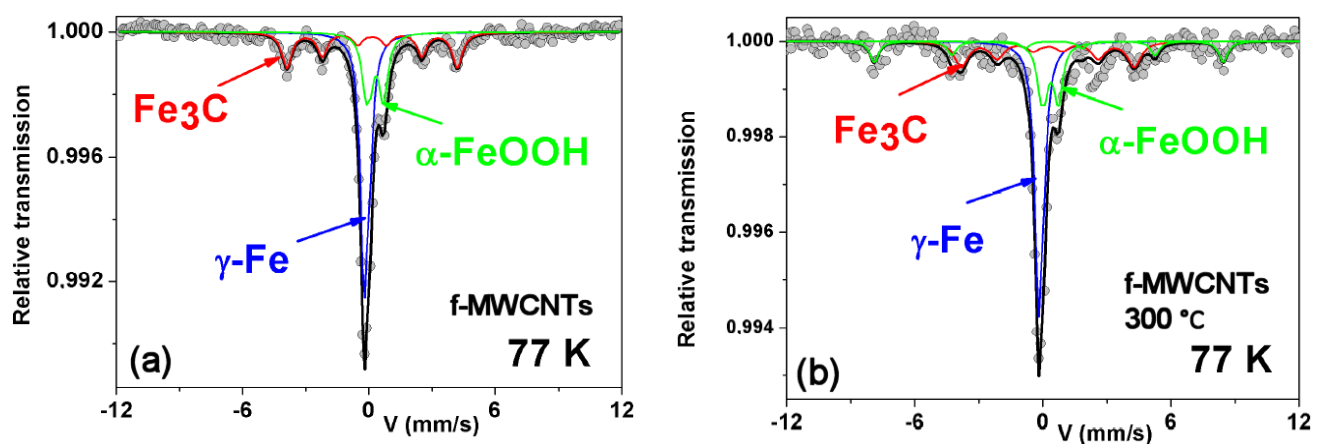 Relative transmission
1.000
0.996
0.992
Fe3C
α-FeOOH
γ-Fe
f-MWCNTs
77 K
(a)
-12 -6 0 6 12
V (mm/s)
Relative transmission
1.000
0.998
0.996
0.994
Fe3C
α-FeOOH
γ-Fe
f-MWCNTs
300 °C
77 K
(b)
-12 -6 0 6 12
V (mm/s)